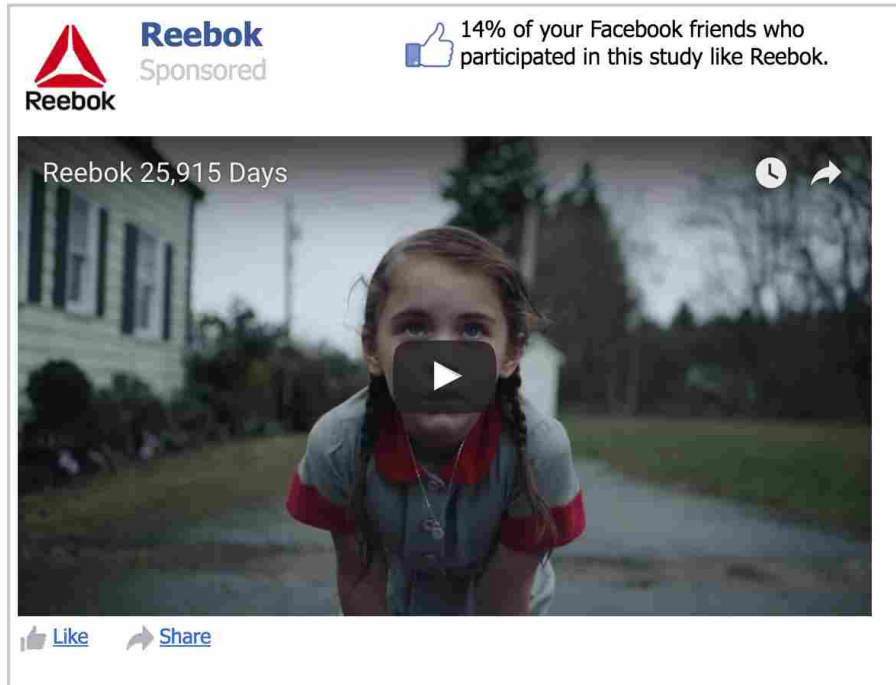 Reebok
Sponsored
Reebok
14% of your Facebook friends who
participated in this study like Reebok.
Reebok 25,915 Days
Like
Share